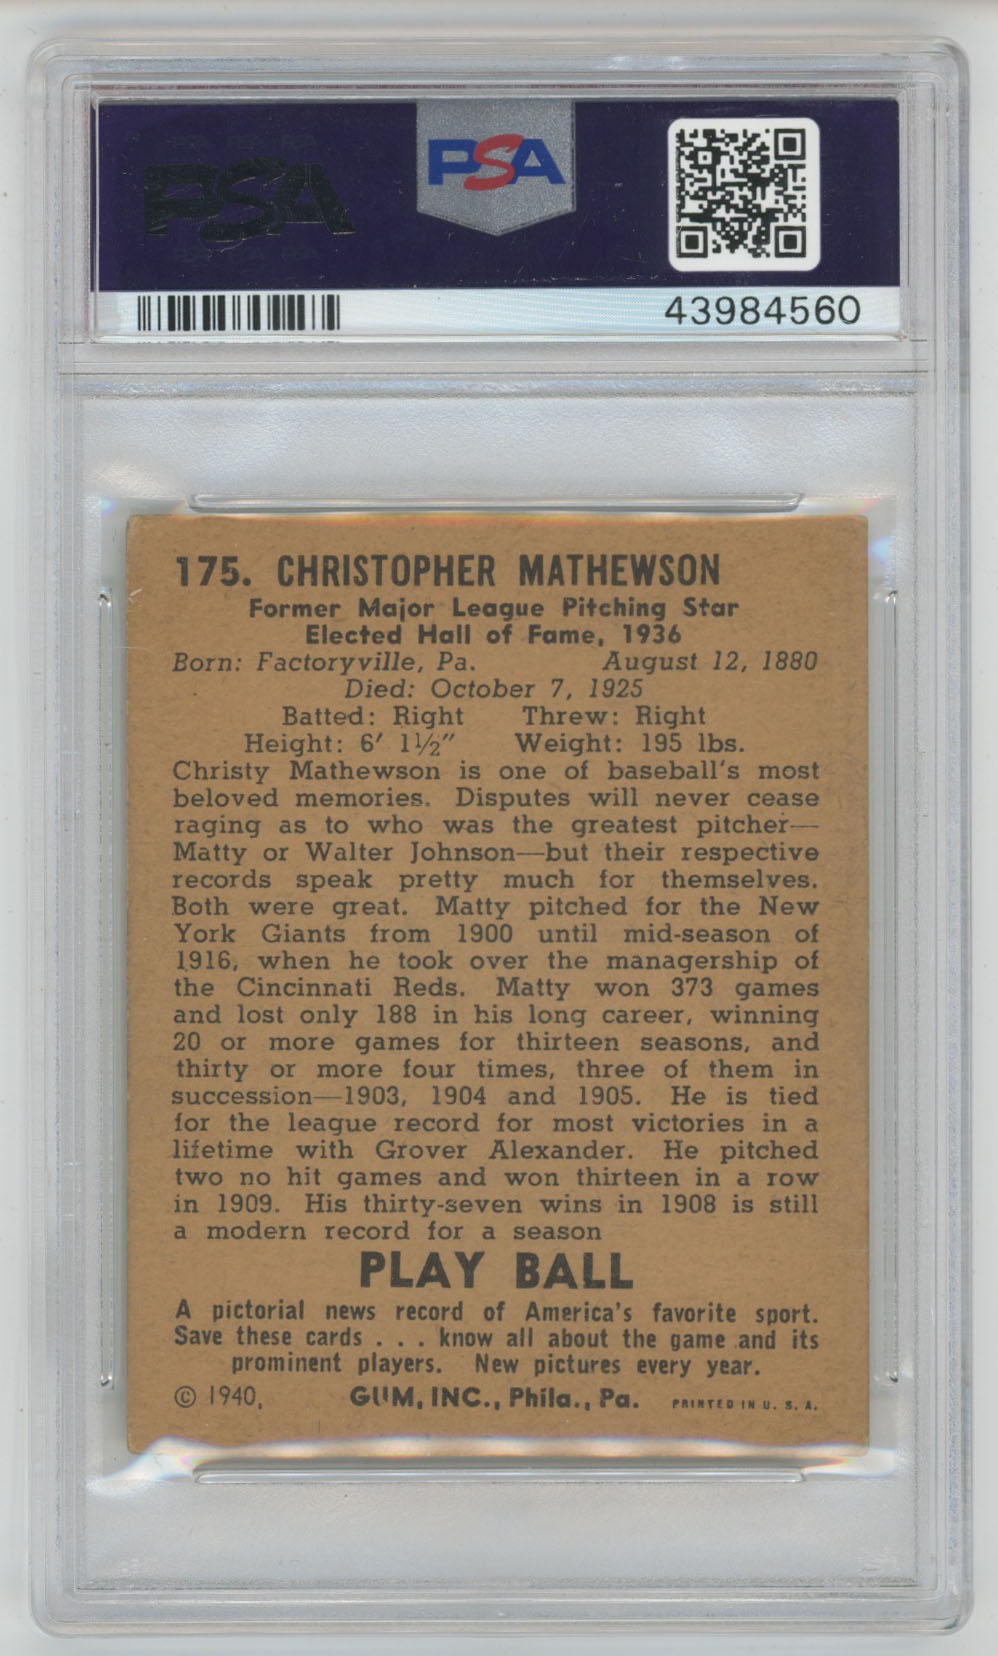 PSA
PSA
43984560
175. CHRISTOPHER MATHEWSON
Former Major League Pitching Star
Elected Hall of Fame, 1936
Born: Factoryville, Pa. August 12, 1880
Died: October 7, 1925
Batted: Right Threw: Right
Height: 6′ 1½″ Weight: 195 lbs.
Christy Mathewson is one of baseball's most
beloved memories. Disputes will never cease
raging as to who was the greatest pitcher—
Matty or Walter Johnson—but their respective
records speak pretty much for themselves.
Both were great. Matty pitched for the New
York Giants from 1900 until mid-season of
1916, when he took over the managership of
the Cincinnati Reds. Matty won 373 games
and lost only 188 in his long career, winning
20 or more games for thirteen seasons, and
thirty or more four times, three of them in
succession—1903, 1904 and 1905. He is tied
for the league record for most victories in a
lifetime with Grover Alexander. He pitched
two no hit games and won thirteen in a row
in 1909. His thirty-seven wins in 1908 is still
a modern record for a season
PLAY BALL
A pictorial news record of America's favorite sport.
Save these cards . . . know all about the game and its
prominent players. New pictures every year.
© 1940, GUM, INC., Phila., Pa. PRINTED IN U. S. A.